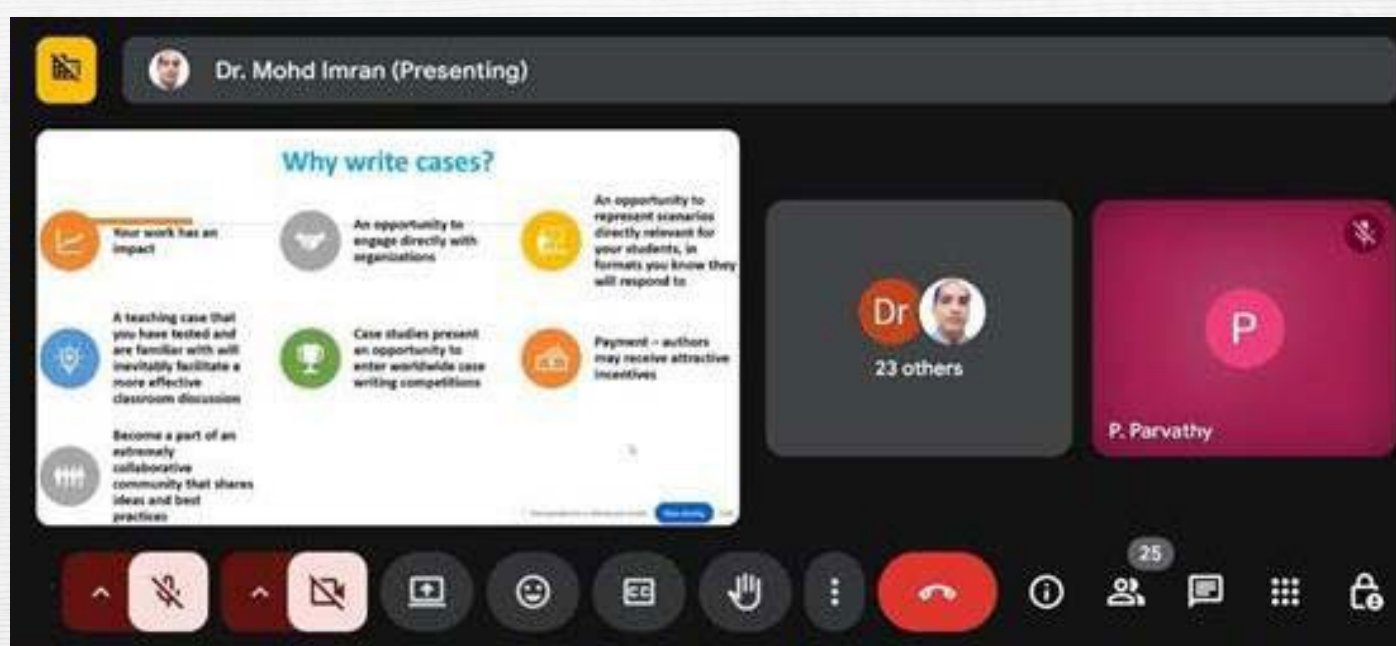 Dr. Mohd Imran (Presenting)
Why write cases?
Your work has an
impact
An opportunity to
engage directly with
organizations
An opportunity to
represent scenarios
directly relevant for
your students, in
formats you know they
will respond to
A teaching case that
you have tested and
are familiar with will
inevitably facilitate a
more effective
classroom discussion
Case studies present
an opportunity to
enter worldwide case
writing competitions
Payment – authors
may receive attractive
incentives
Become a part of an
extremely
collaborative
community that shares
ideas and best
practices
Dr
23 others
P
P. Parvathy
CC
25